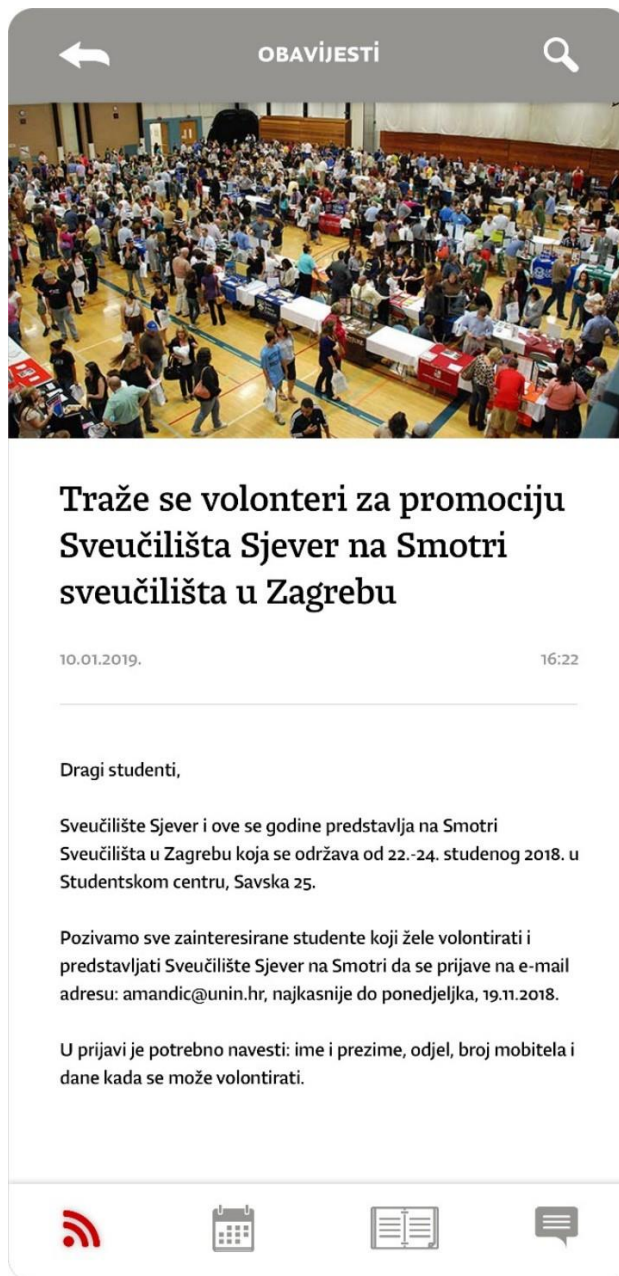 OBAVIJESTI
Traže se volonteri za promociju
Sveučilišta Sjever na Smotri
sveučilišta u Zagrebu
10.01.2019.
16:22
Dragi studenti,
Sveučilište Sjever i ove se godine predstavlja na Smotri
Sveučilišta u Zagrebu koja se održava od 22.-24. studenog 2018. u
Studentskom centru, Savska 25.
Pozivamo sve zainteresirane studente koji žele volontirati i
predstavljati Sveučilište Sjever na Smotri da se prijave na e-mail
adresu: amandic@unin.hr, najkasnije do ponedjeljka, 19.11.2018.
U prijavi je potrebno navesti: ime i prezime, odjel, broj mobitela i
dane kada se može volontirati.